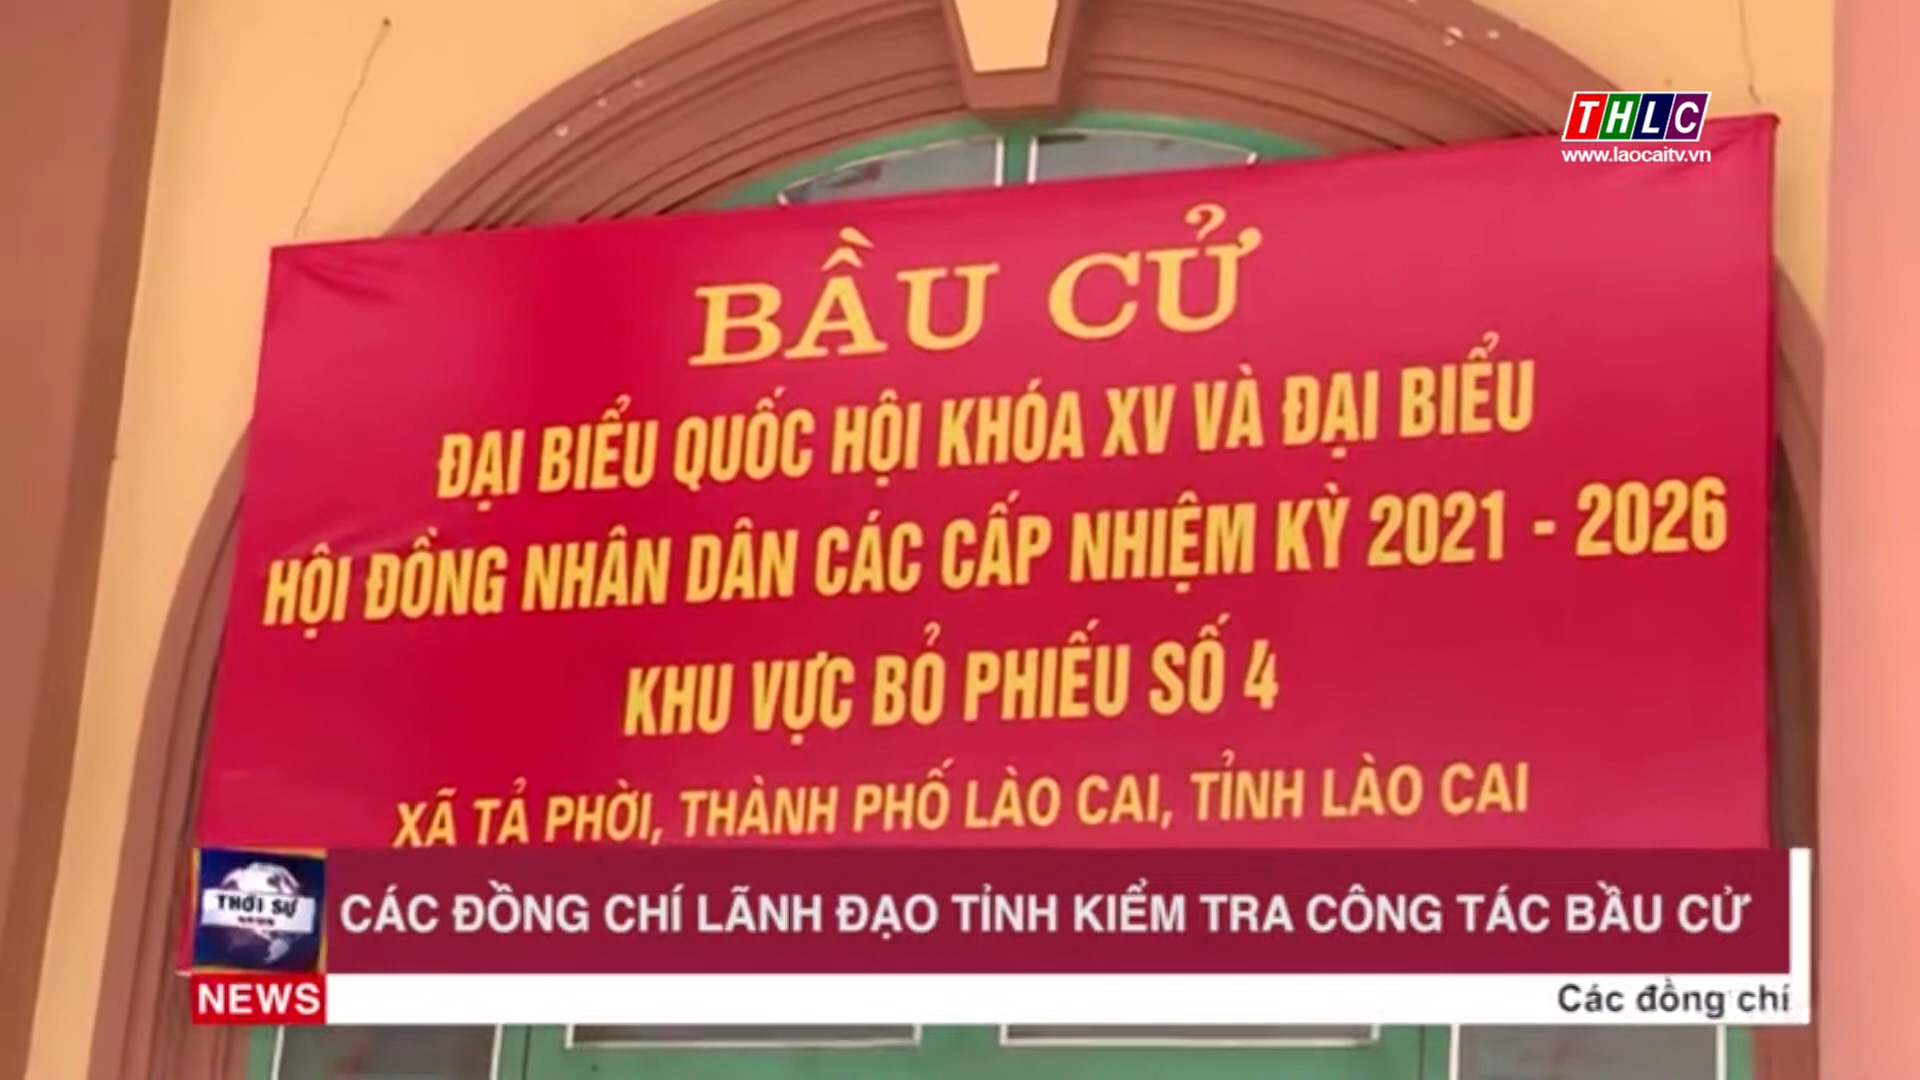 THLC
www.laocaitv.vn
BẦU CỬ
ĐẠI BIỂU QUỐC HỘI KHÓA XV VÀ ĐẠI BIỂU
HỘI ĐỒNG NHÂN DÂN CÁC CẤP NHIỆM KỲ 2021 - 2026
KHU VỰC BỎ PHIẾU SỐ 4
XÃ TẢ PHỜI, THÀNH PHỐ LÀO CAI, TỈNH LÀO CAI
THỜI SỰ
NEWS
CÁC ĐỒNG CHÍ LÃNH ĐẠO TỈNH KIỂM TRA CÔNG TÁC BẦU CỬ
NEWS
Các đồng chí